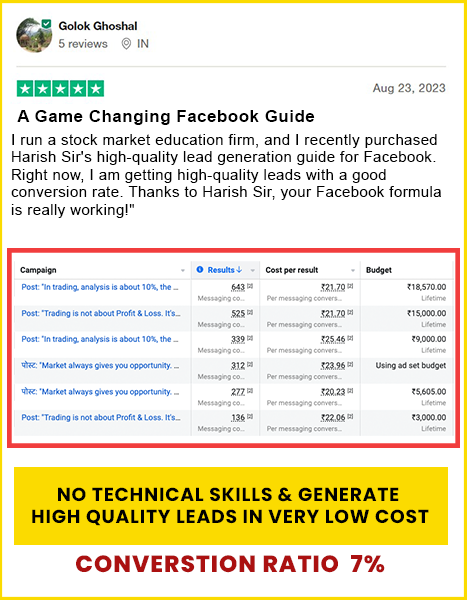 Golok Ghoshal
5 reviews IN
Aug 23, 2023
A Game Changing Facebook Guide
I run a stock market education firm, and I recently purchased
Harish Sir's high-quality lead generation guide for Facebook.
Right now, I am getting high-quality leads with a good
conversion rate. Thanks to Harish Sir, your Facebook formula
is really working!"
Campaign Results ↓ Cost per result Budget
Post: "In trading, analysis is about 10%, the ... 643 [2] ₹21.70 [2] ₹18,570.00
Messaging co... Per messaging convers... Lifetime
Post: "Trading is not about Profit & Loss. It's... 525 [2] ₹21.70 [2] ₹15,000.00
Messaging co... Per messaging convers... Lifetime
Post: "In trading, analysis is about 10%, the ... 339 [2] ₹25.46 [2] ₹9,000.00
Messaging co... Per messaging convers... Lifetime
पोस्ट: "Market always gives you opportunity. ... 312 [2] ₹23.96 [2] Using ad set budget
Messaging co... Per messaging convers...
पोस्ट: "Market always gives you opportunity. ... 277 [2] ₹20.23 [2] ₹5,605.00
Messaging co... Per messaging convers... Lifetime
Post: "Trading is not about Profit & Loss. It's... 136 [2] ₹22.06 [2] ₹3,000.00
Messaging co... Per messaging convers... Lifetime
NO TECHNICAL SKILLS & GENERATE
HIGH QUALITY LEADS IN VERY LOW COST
CONVERSTION RATIO 7%